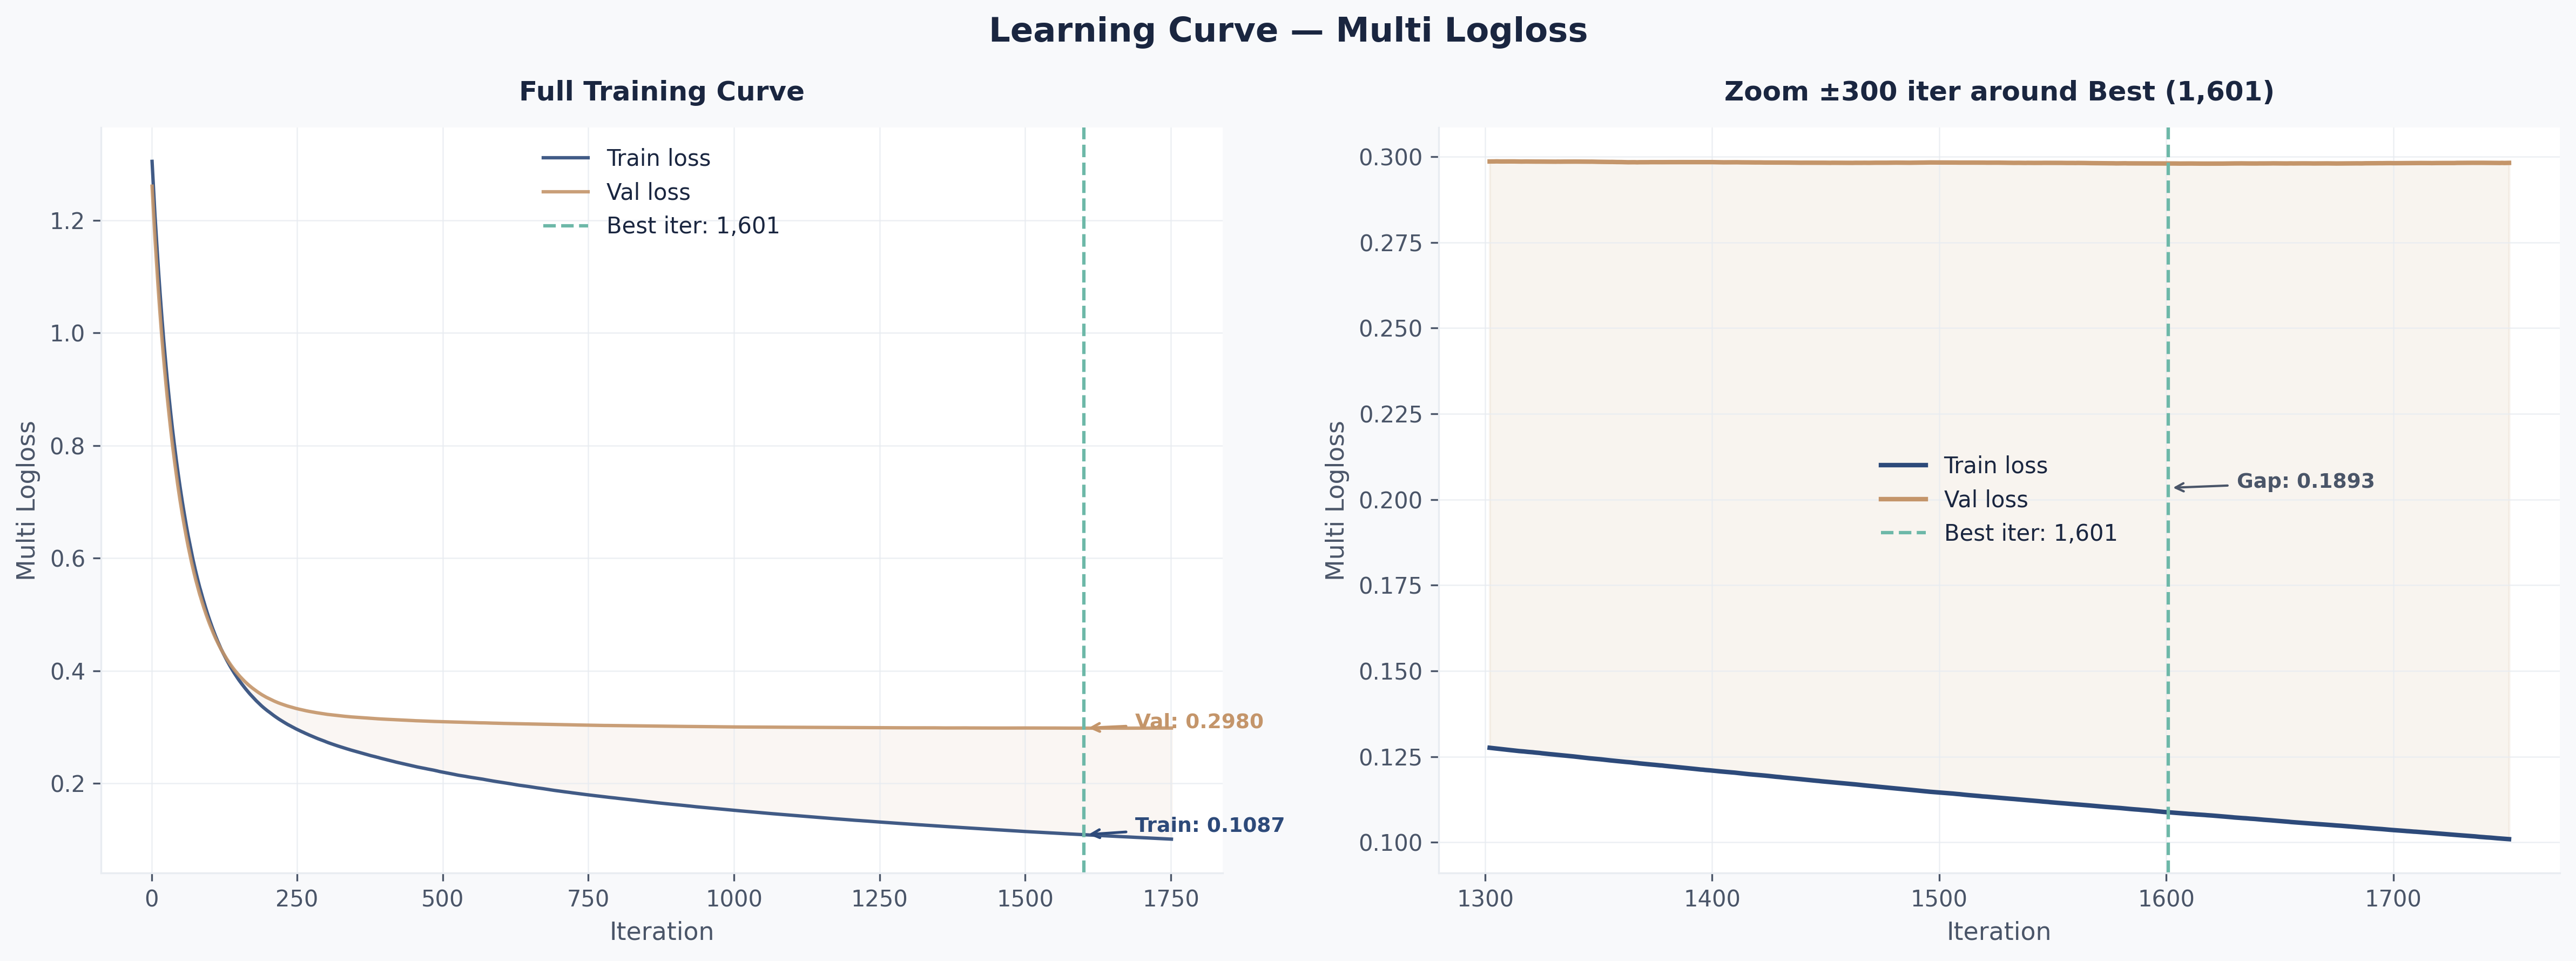 Learning Curve — Multi Logloss
Full Training Curve
Train loss
Val loss
Best iter: 1,601
1.2
1.0
0.8
0.6
0.4
0.2
Multi Logloss
Val: 0.2980
Train: 0.1087
0 250 500 750 1000 1250 1500 1750
Iteration
Zoom ±300 iter around Best (1,601)
0.300
0.275
0.250
0.225
0.200
0.175
0.150
0.125
0.100
Multi Logloss
Train loss
Val loss
Best iter: 1,601
Gap: 0.1893
1300 1400 1500 1600 1700
Iteration